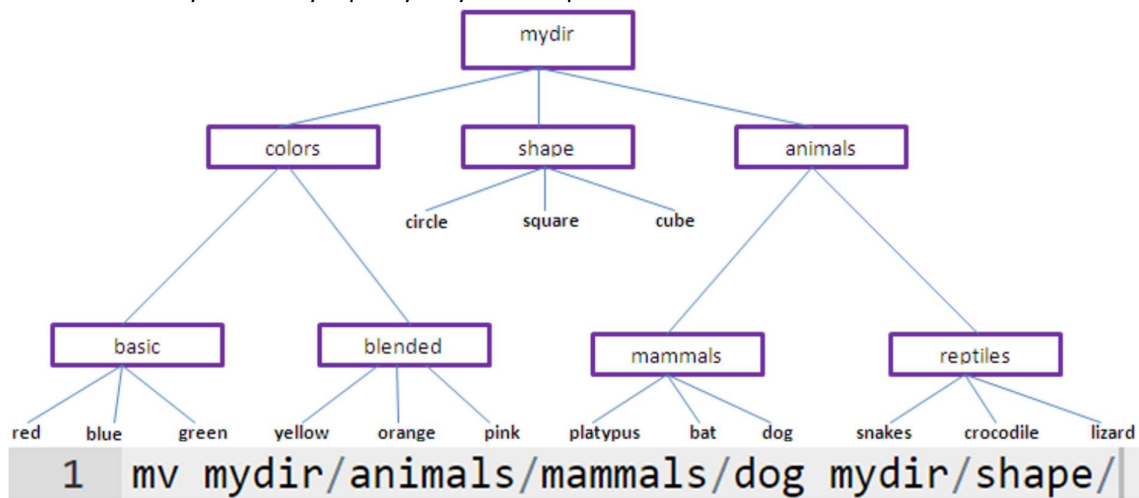 mydir
colors shape animals
circle square cube
basic blended mammals reptiles
red blue green yellow orange pink platypus bat dog snakes crocodile lizard
1 mv mydir/animals/mammals/dog mydir/shape/